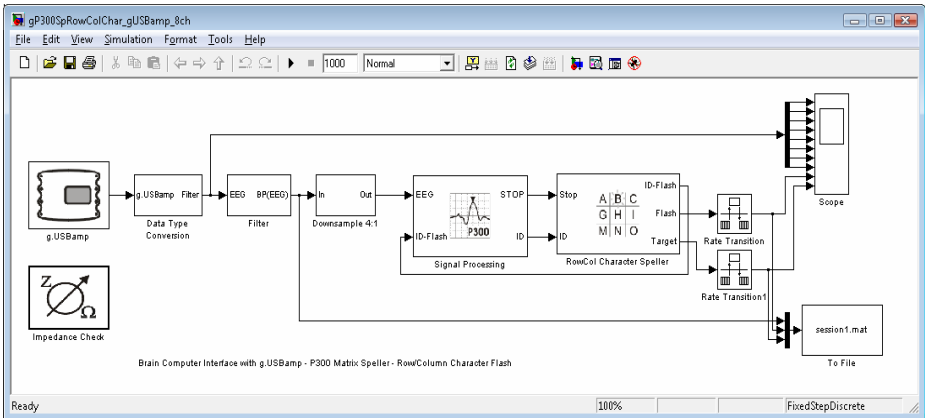 gP300SpRowColChar_gUSBamp_8ch
File Edit View Simulation Format Tools Help
1000 Normal
g.USBamp
g.USBamp Filter
Data Type
Conversion
EEG BP(EEG)
Filter
In Out
Downsample 4:1
EEG STOP
P300
ID-Flash ID
Signal Processing
Stop
ID
A B C
G H I
M N O
ID-Flash
Flash
Target
RowCol Character Speller
Rate Transition
Rate Transition1
Scope
Z
Ω
Impedance Check
session1.mat
To File
Brain Computer Interface with g.USBamp - P300 Matrix Speller - Row/Column Character Flash
Ready 100% FixedStepDiscrete